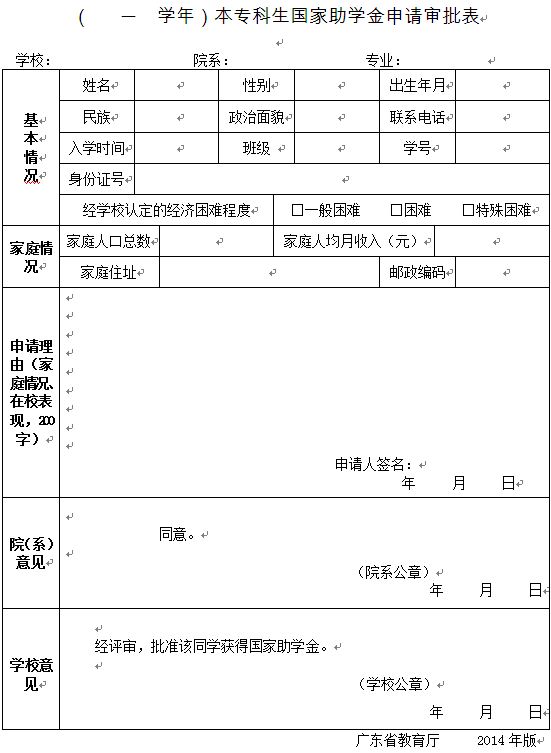 （ — 学年）本专科生国家助学金申请审批表
学校： 院系： 专业：
基本情况
姓名 性别 出生年月
民族 政治面貌 联系电话
入学时间 班级 学号
身份证号
经学校认定的经济困难程度 □一般困难 □困难 □特殊困难
家庭情况
家庭人口总数 家庭人均月收入（元）
家庭住址 邮政编码
申请理
由（家
庭情况、
在校表
现，200
字）
申请人签名：
年 月 日
院（系）
意见
同意。
（院系公章）
年 月 日
学校意
见
经评审，批准该同学获得国家助学金。
（学校公章）
年 月 日
广东省教育厅 2014年版